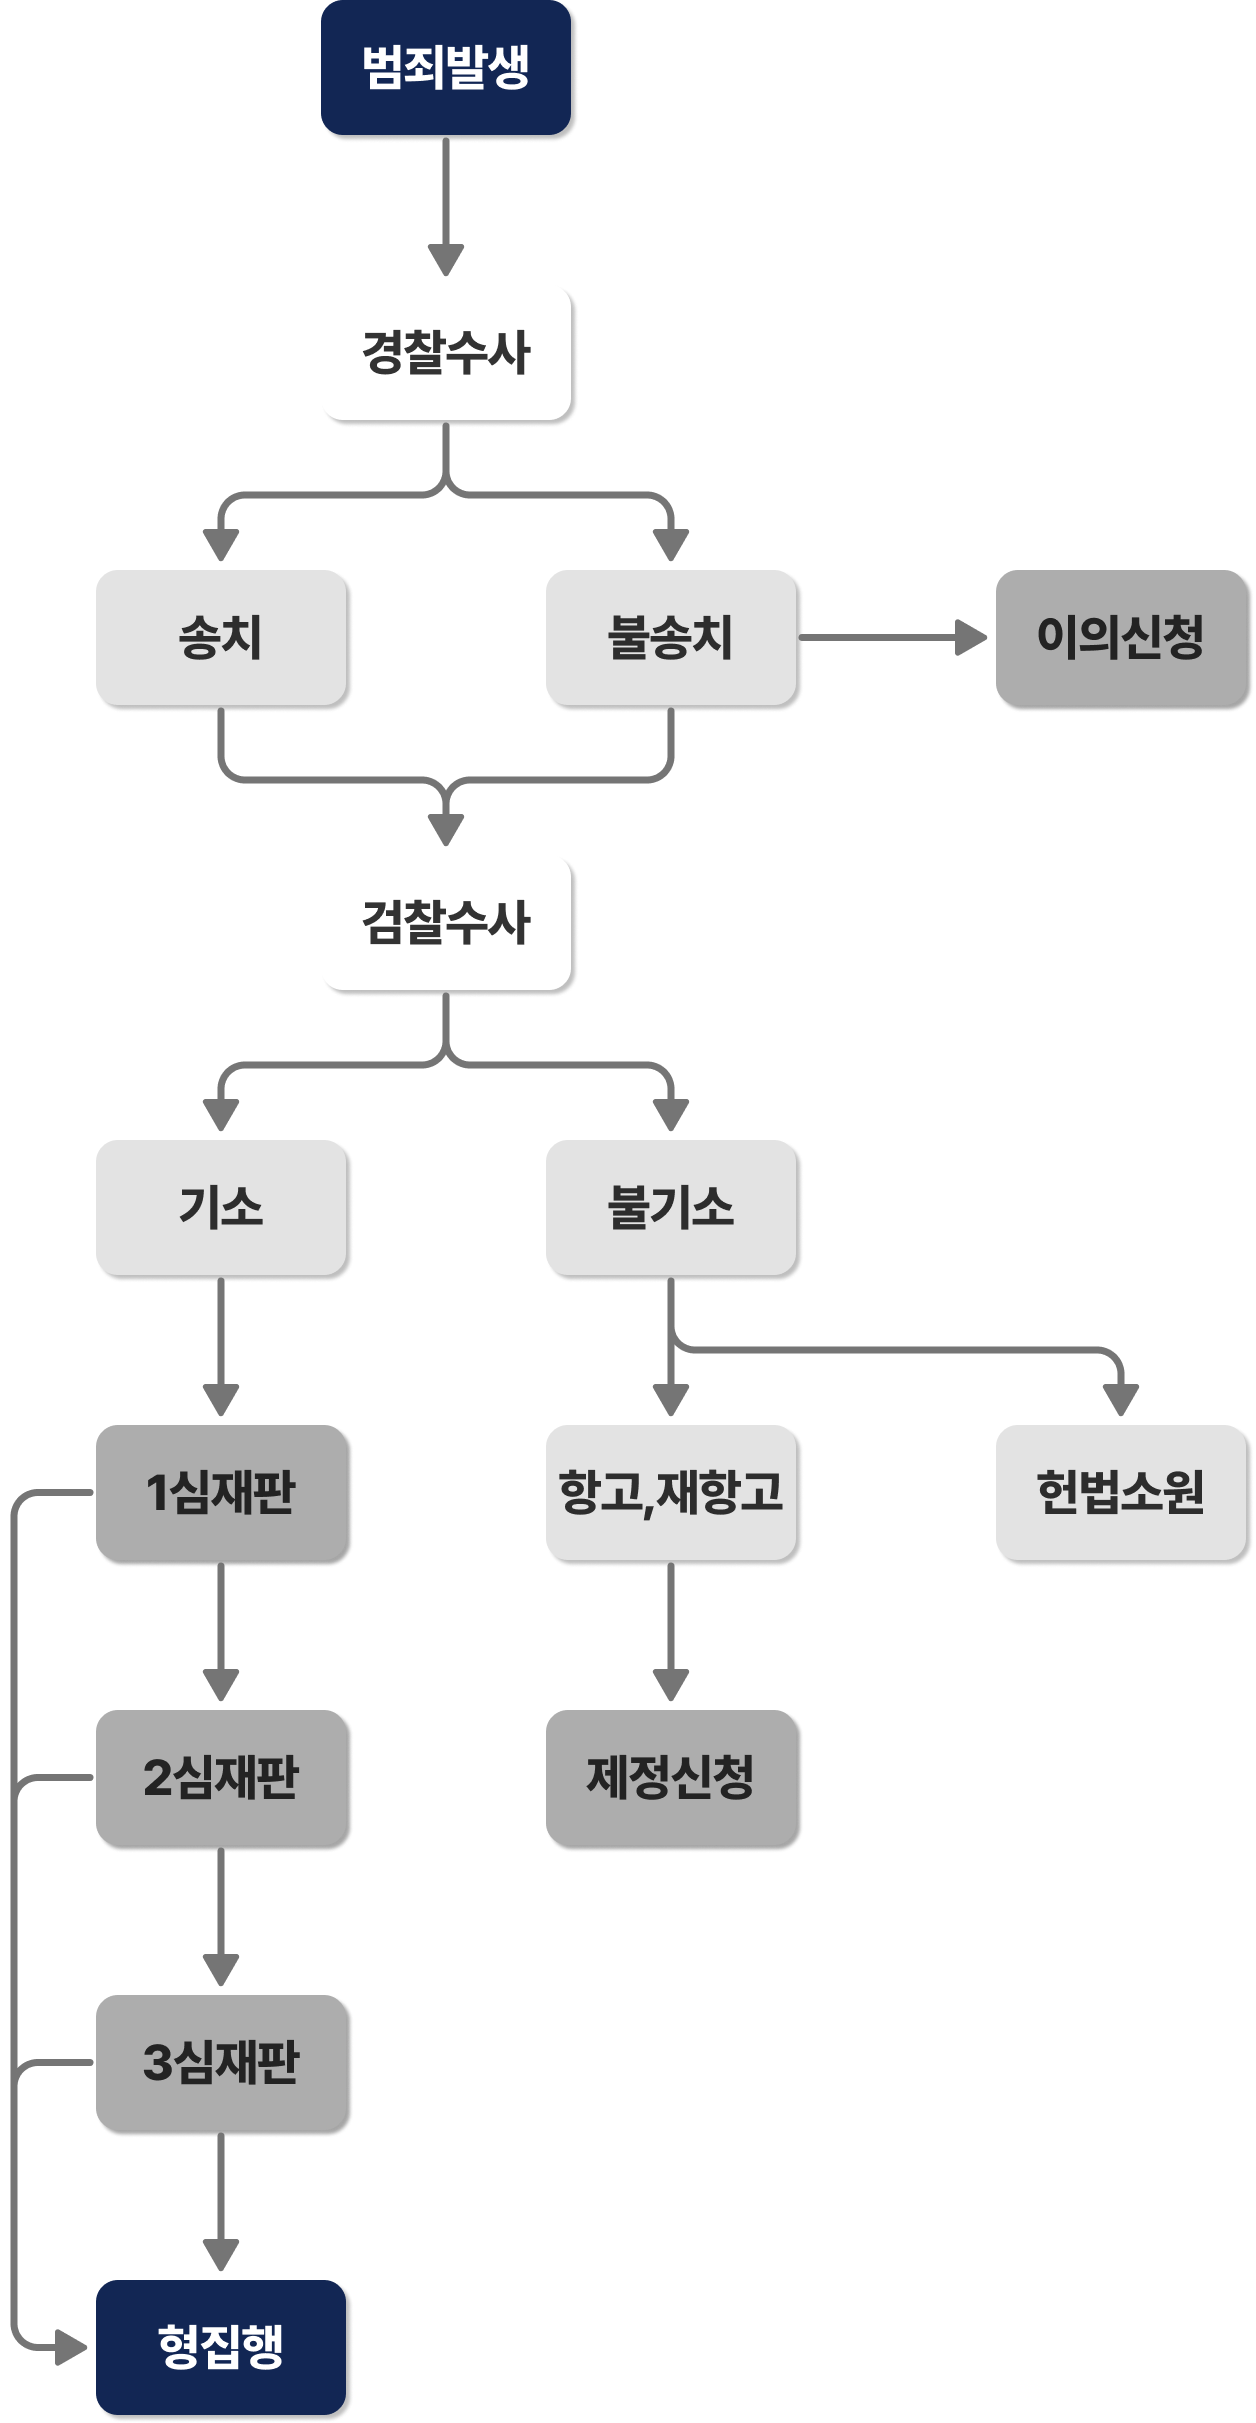 범죄발생
경찰수사
송치
불송치
이의신청
검찰수사
기소
불기소
1심재판
항고,재항고
헌법소원
2심재판
제정신청
3심재판
형집행